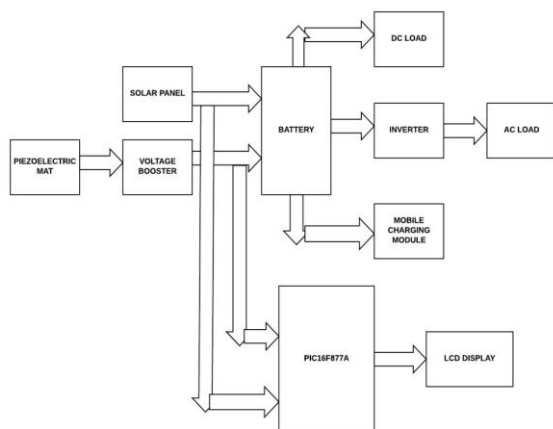 DC LOAD
SOLAR PANEL
BATTERY
INVERTER
AC LOAD
PIEZOELECTRIC
MAT
VOLTAGE
BOOSTER
MOBILE
CHARGING
MODULE
PIC16F877A
LCD DISPLAY